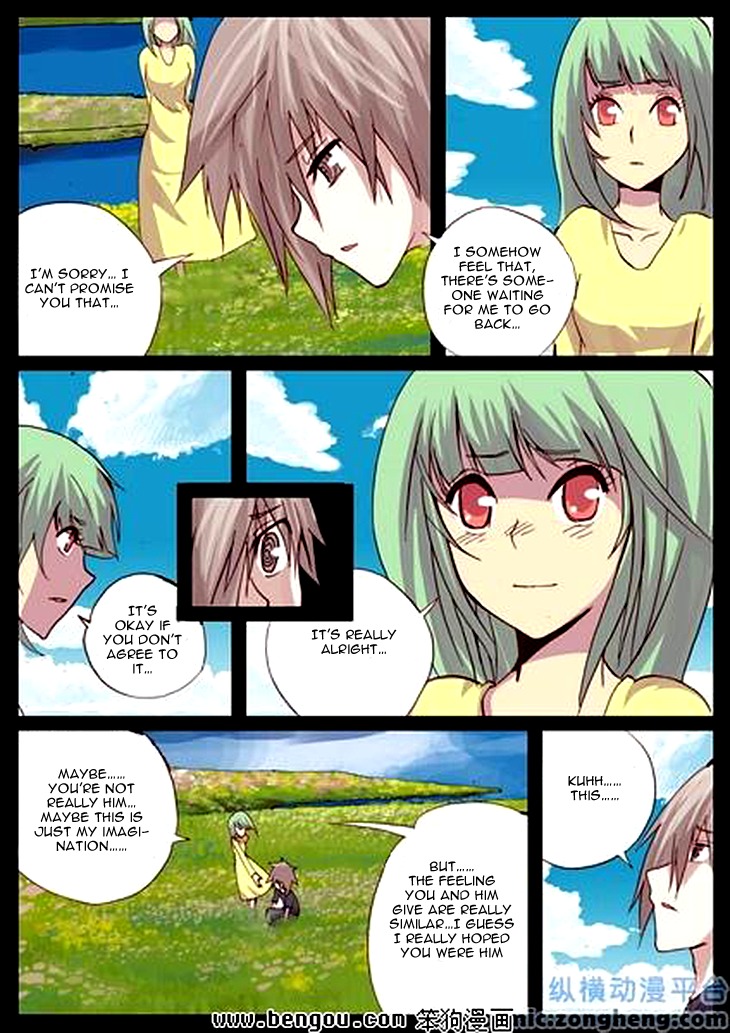 I'M SORRY... I
CAN'T PROMISE
YOU THAT...
I SOMEHOW
FEEL THAT,
THERE'S SOME-
ONE WAITING
FOR ME TO GO
BACK...
IT'S
OKAY IF
YOU DON'T
AGREE TO
IT...
IT'S REALLY
ALRIGHT...
MAYBE......
YOU'RE NOT
REALLY HIM...
MAYBE THIS IS
JUST MY IMAGI-
NATION......
BUT......
THE FEELING
YOU AND HIM
GIVE ARE REALLY
SIMILAR...I GUESS
I REALLY HOPED
YOU WERE HIM
KUHH......
THIS......
纵横动漫平台
www.bengou.com 笨狗漫画
mic.zongheng.com